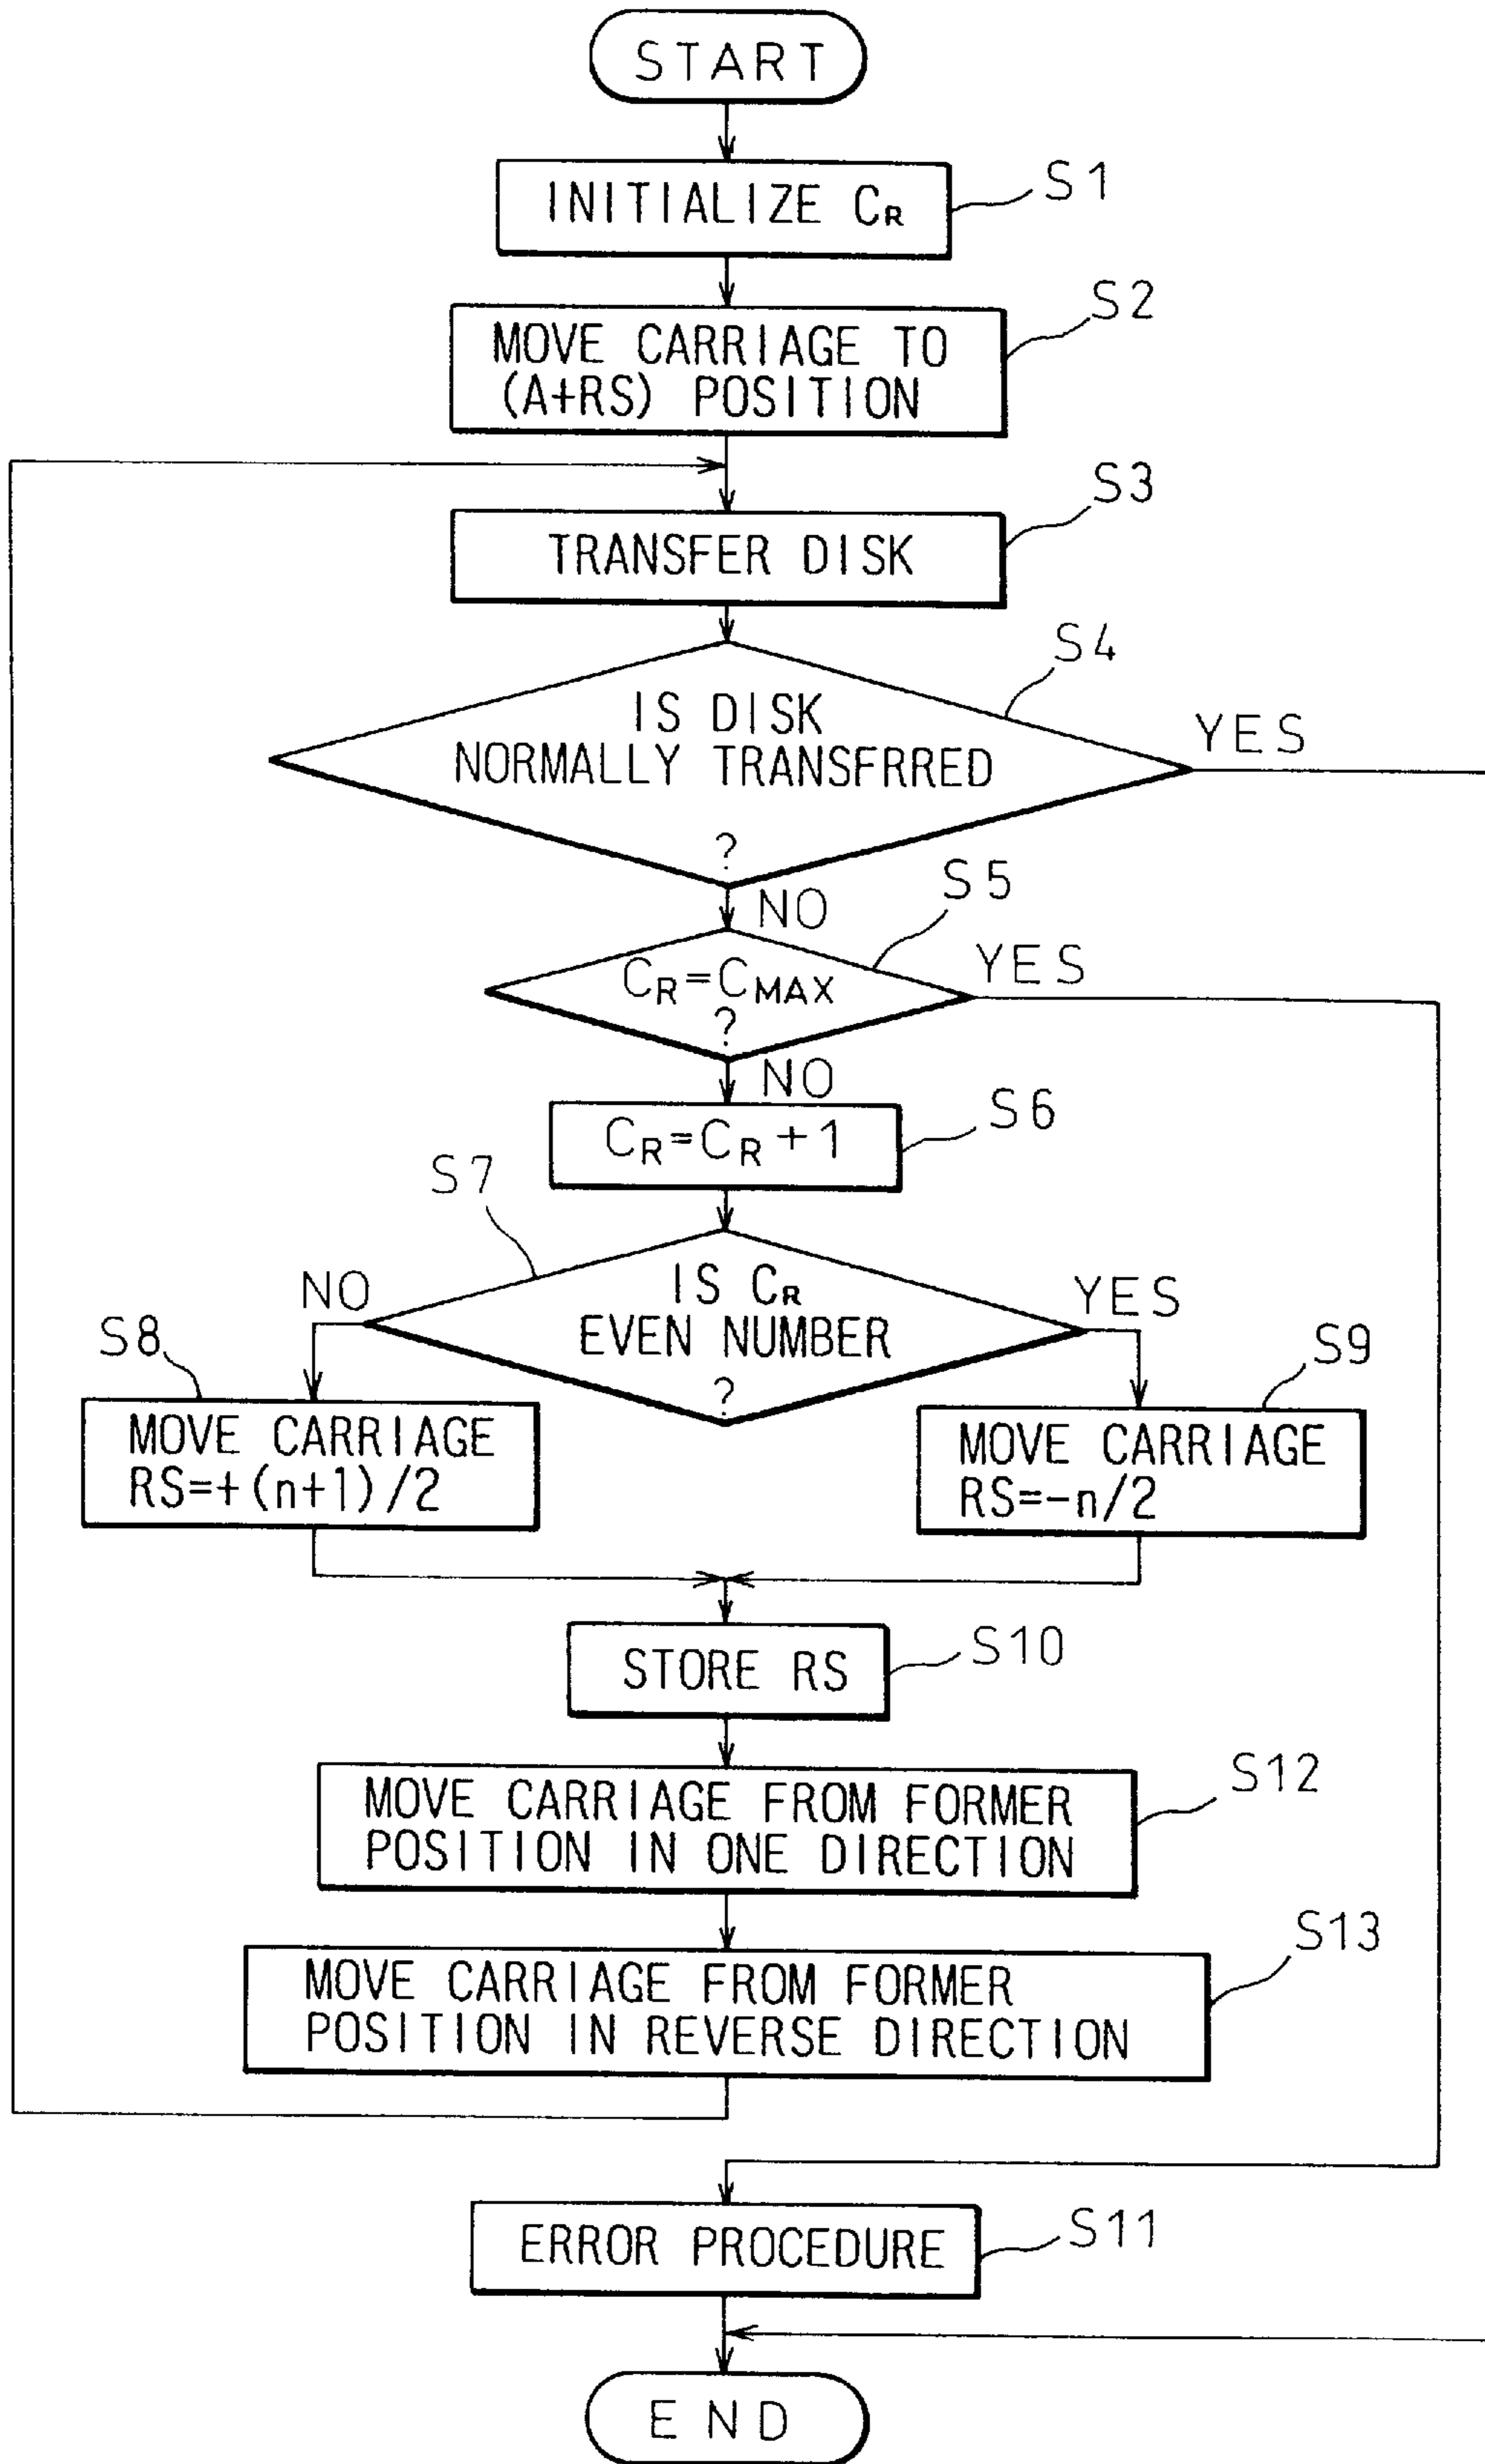 START
INITIALIZE CR
S1
MOVE CARRIAGE TO
(A+RS) POSITION
S2
TRANSFER DISK
S3
IS DISK
NORMALLY TRANSFRRED
?
S4
YES
NO
CR=CMAX
?
S5
YES
NO
CR=CR+1
S6
S7
IS CR
EVEN NUMBER
?
NO
YES
S8
MOVE CARRIAGE
RS=+(n+1)/2
S9
MOVE CARRIAGE
RS=-n/2
STORE RS
S10
MOVE CARRIAGE FROM FORMER
POSITION IN ONE DIRECTION
S12
MOVE CARRIAGE FROM FORMER
POSITION IN REVERSE DIRECTION
S13
ERROR PROCEDURE
S11
END